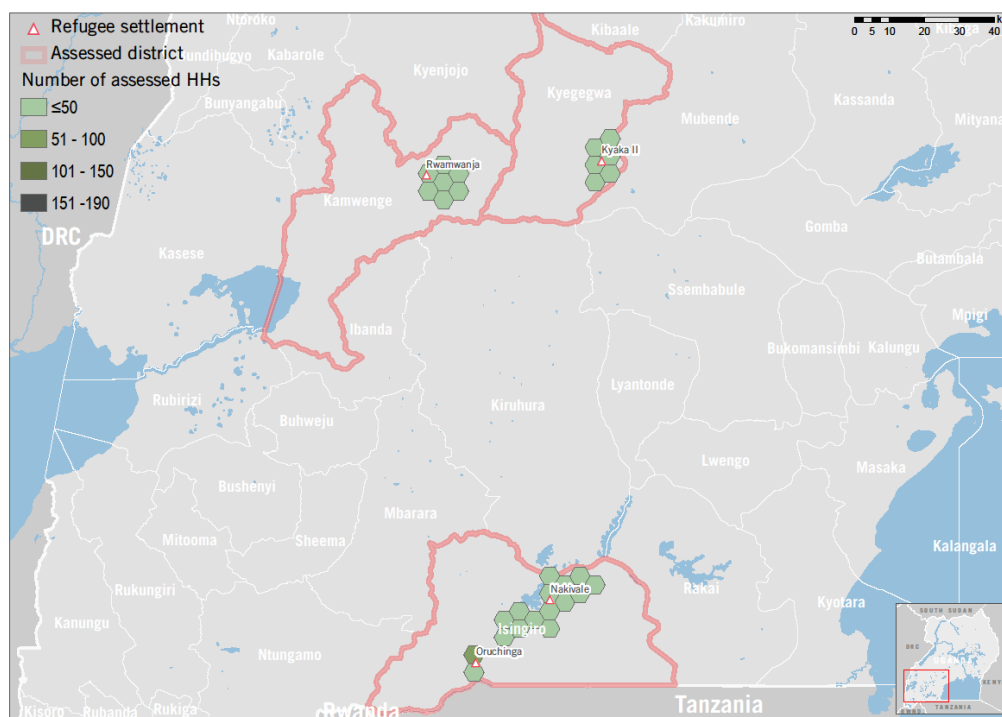 Refugee settlement
Assessed district
Number of assessed HHs
≤50
51 - 100
101 - 150
151 -190
0 5 10 20 30 40
Ntoroko
Kibaale
Kakumiro
Kabarole
Kyenjojo
Bunyangabu
Kyegegwa
Mubende
Kassanda
Mityana
Kyaka II
Rwamwanja
Kamwenge
DRC
Kasese
Gomba
Butambala
Ssembabule
Mpigi
Ibanda
Bukomansimbi
Kalungu
Lyantonde
Rubirizi
Kiruhura
Buhweju
Lwengo
Masaka
Bushenyi
Mbarara
Mitooma
Sheema
Kalangala
Rukungiri
Rakai
Nakivale
Kyotara
Kanungu
Isingiro
Oruchinga
Ntungamo
Tanzania
Rwanda
Kisoro
Rubanda
Rukiga
SOUTH SUDAN
DRC
UGANDA
KENY
TANZANIA